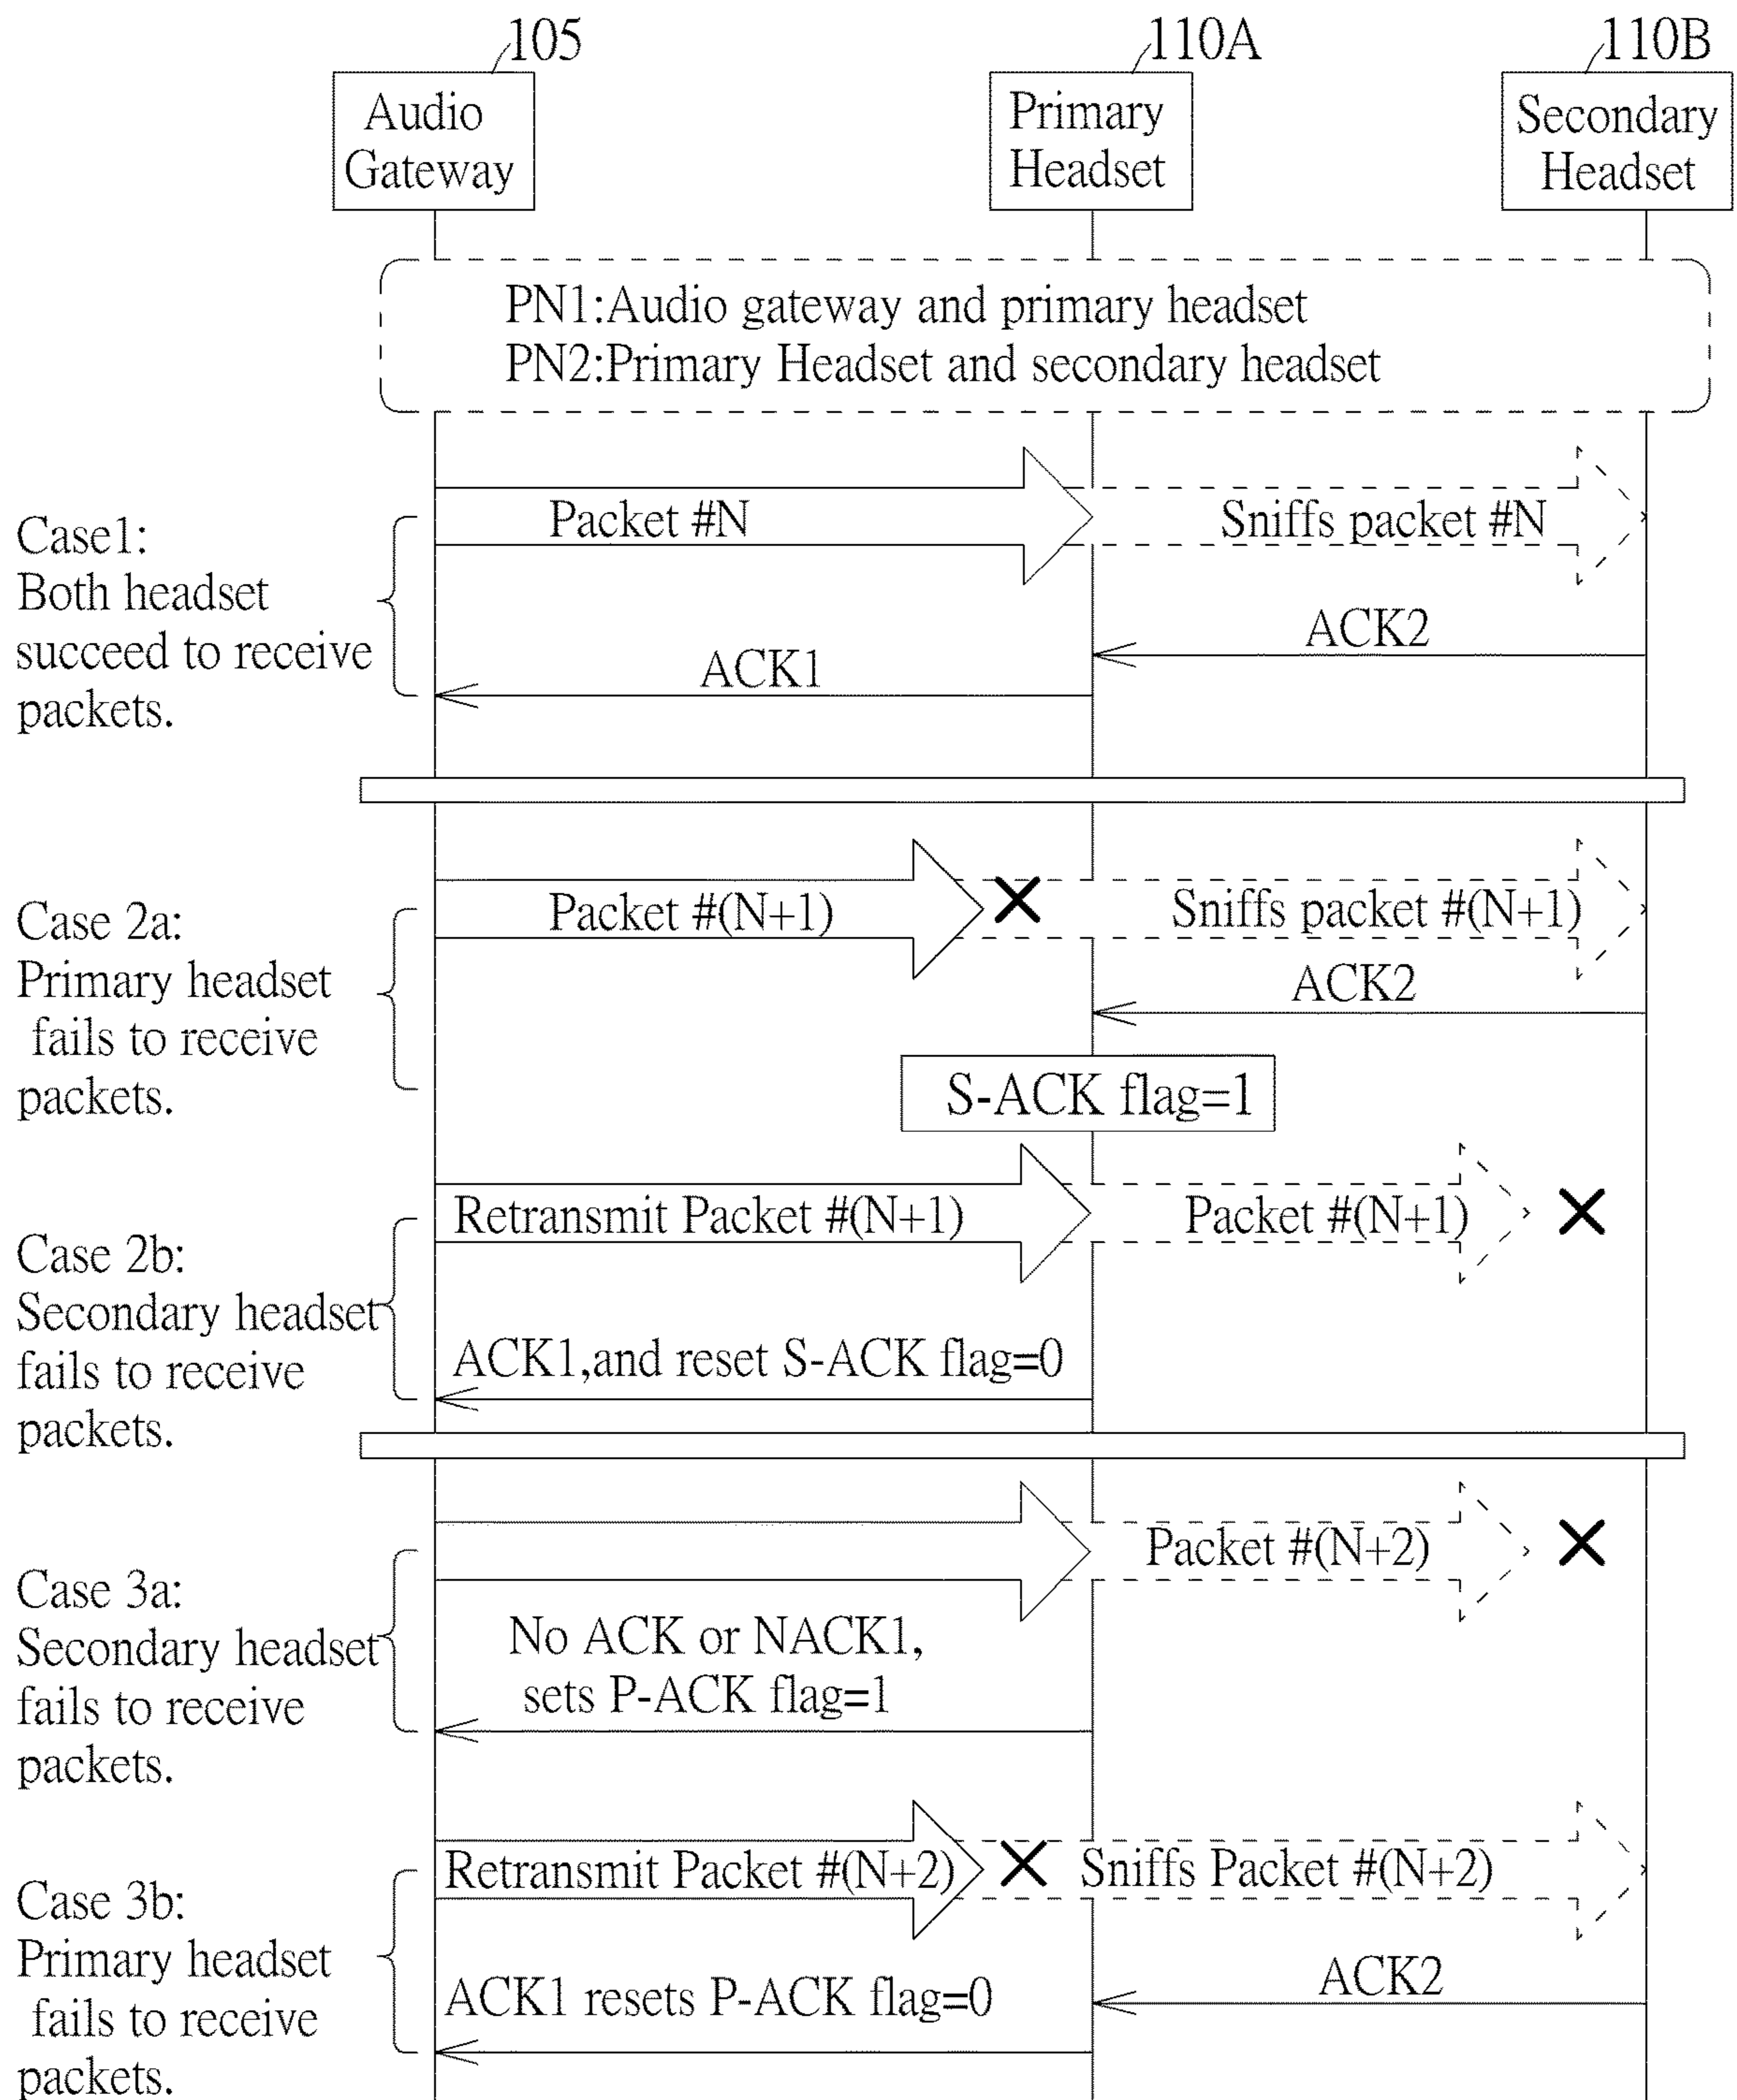 105
110A
110B
Audio
Gateway
Primary
Headset
Secondary
Headset
PN1:Audio gateway and primary headset
PN2:Primary Headset and secondary headset
Case1:
Both headset
succeed to receive
packets.
Packet #N
Sniffs packet #N
ACK2
ACK1
Case 2a:
Primary headset
fails to receive
packets.
Packet #(N+1)
Sniffs packet #(N+1)
ACK2
S-ACK flag=1
Case 2b:
Secondary headset
fails to receive
packets.
Retransmit Packet #(N+1)
Packet #(N+1)
ACK1,and reset S-ACK flag=0
Case 3a:
Secondary headset
fails to receive
packets.
Packet #(N+2)
No ACK or NACK1,
sets P-ACK flag=1
Case 3b:
Primary headset
fails to receive
packets.
Retransmit Packet #(N+2)
Sniffs Packet #(N+2)
ACK2
ACK1 resets P-ACK flag=0